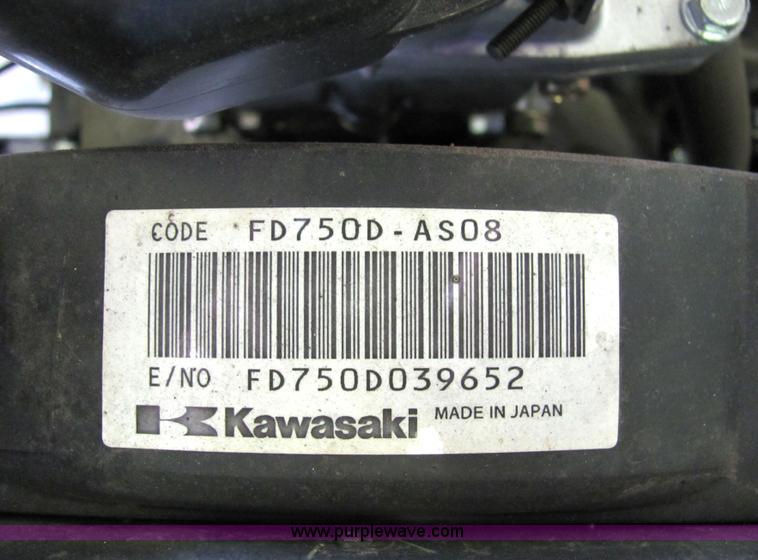 CODE FD750D-AS08
E/NO FD750D039652
Kawasaki MADE IN JAPAN
www.purplewave.com